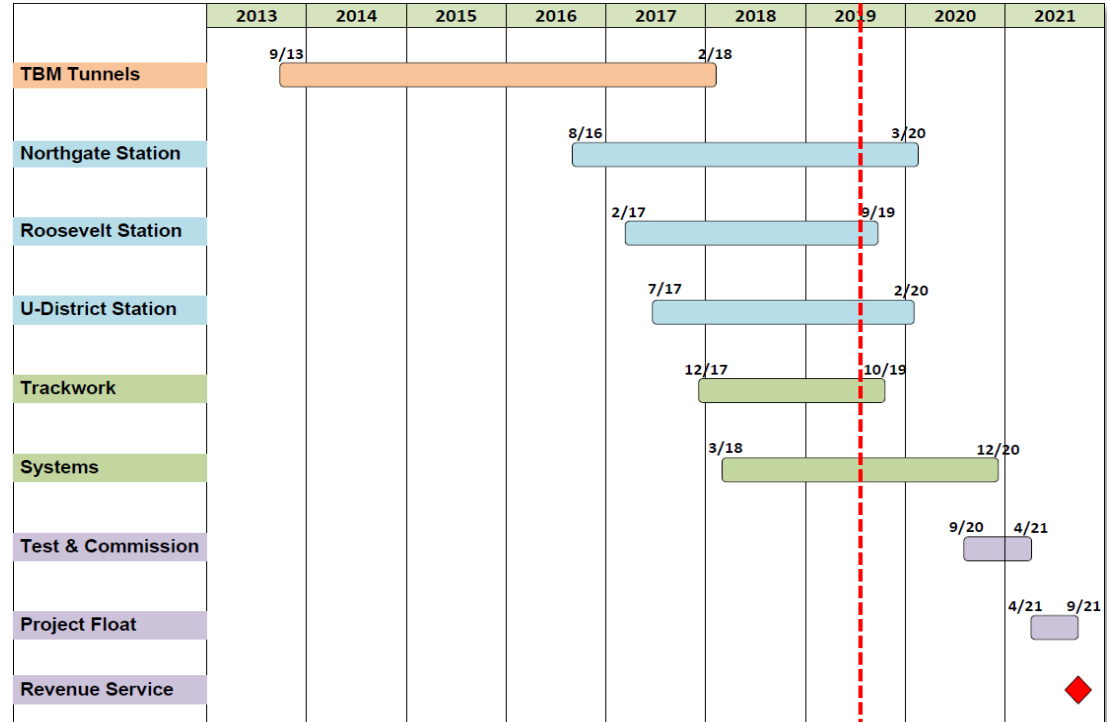 2013 2014 2015 2016 2017 2018 2019 2020 2021
9/13 2/18
TBM Tunnels
8/16 3/20
Northgate Station
2/17 9/19
Roosevelt Station
7/17 2/20
U-District Station
12/17 10/19
Trackwork
3/18 12/20
Systems
9/20 4/21
Test & Commission
4/21 9/21
Project Float
Revenue Service